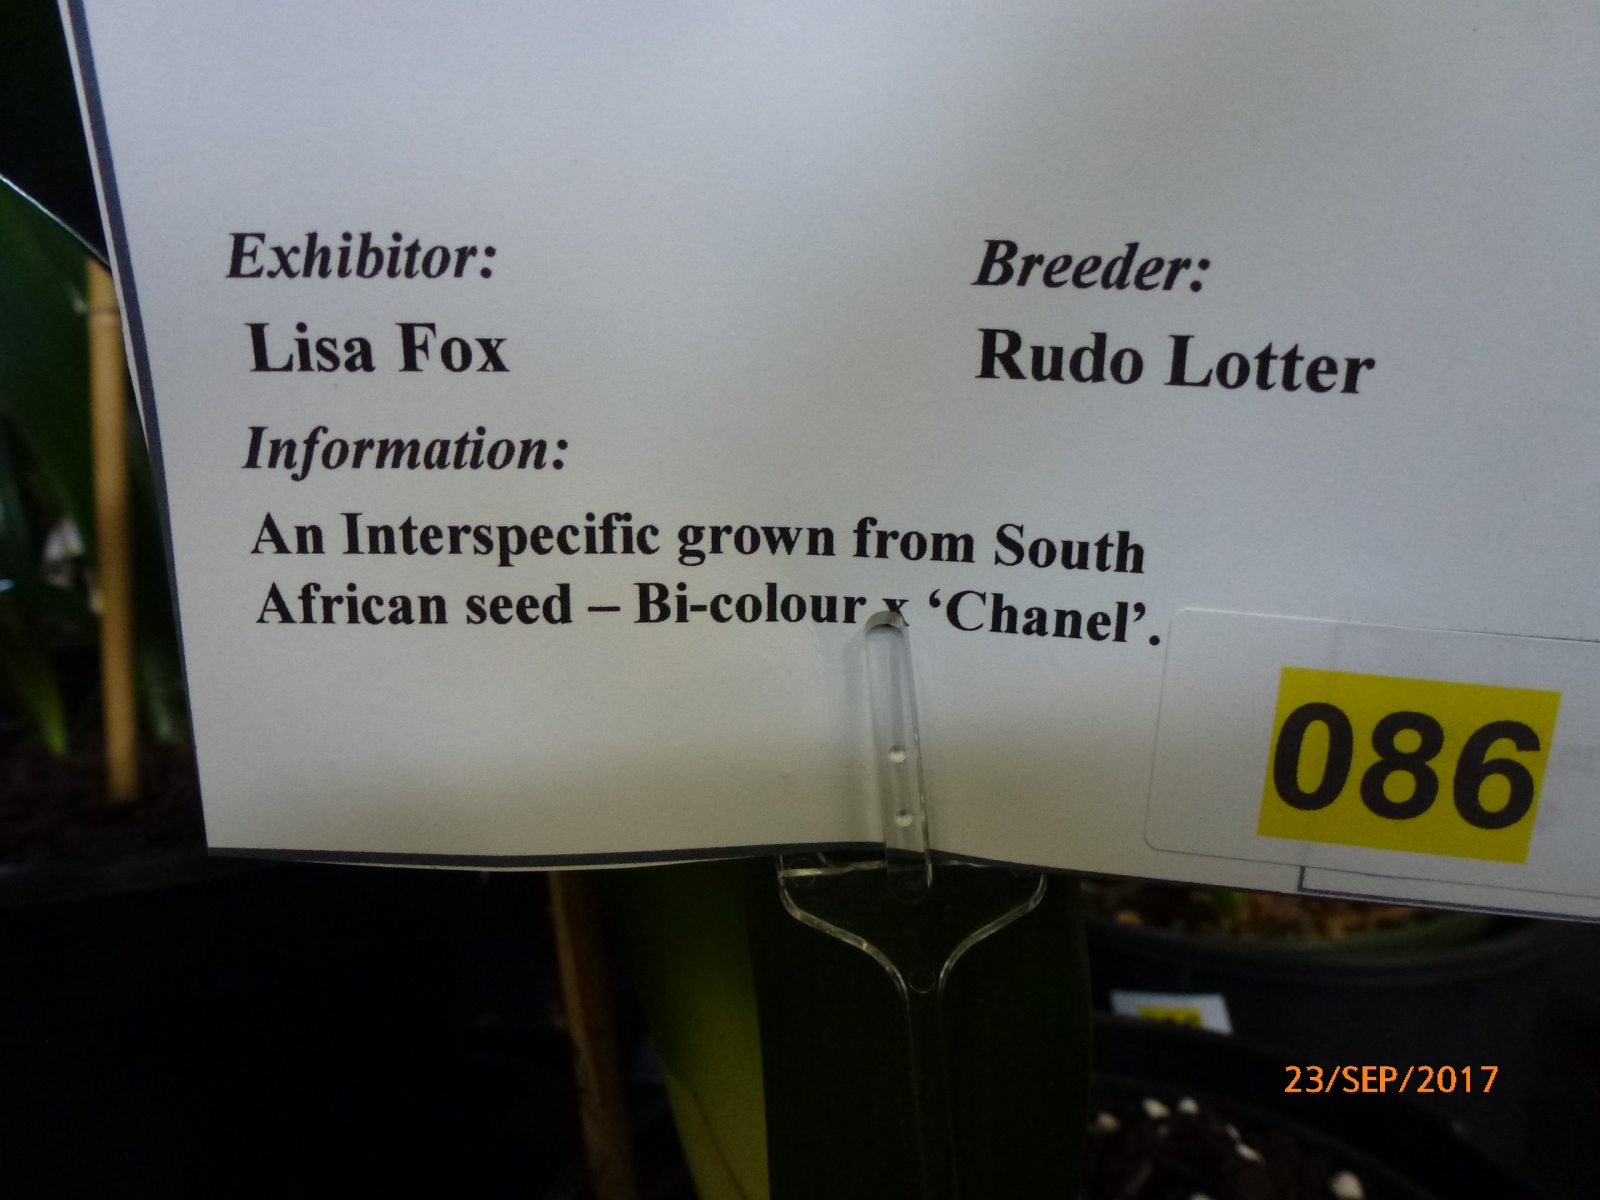 Exhibitor:
Breeder:
Lisa Fox
Rudo Lotter
Information:
An Interspecific grown from South
African seed – Bi-colour x ‘Chanel’.
086
23/SEP/2017